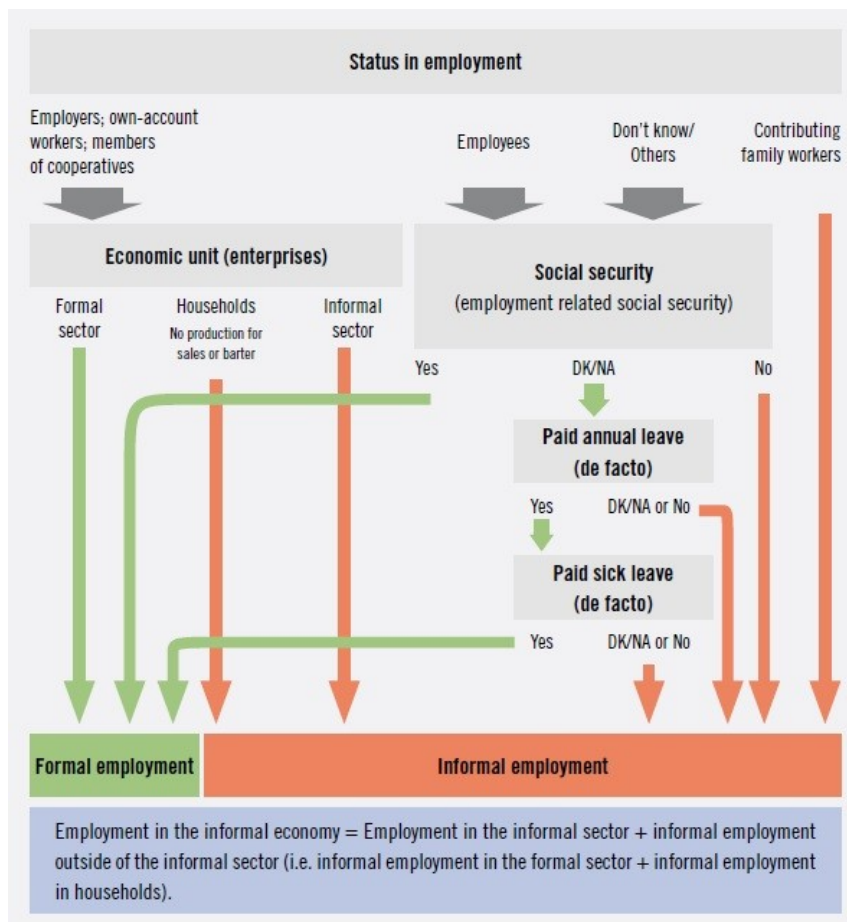 Status in employment
Employers; own-account
workers; members
of cooperatives
Employees
Don't know/
Others
Contributing
family workers
Economic unit (enterprises)
Formal
sector
Households
No production for
sales or barter
Informal
sector
Social security
(employment related social security)
Yes
DK/NA
No
Paid annual leave
(de facto)
Yes
DK/NA or No
Paid sick leave
(de facto)
Yes
DK/NA or No
Formal employment
Informal employment
Employment in the informal economy = Employment in the informal sector + informal employment
outside of the informal sector (i.e. informal employment in the formal sector + informal employment
in households).